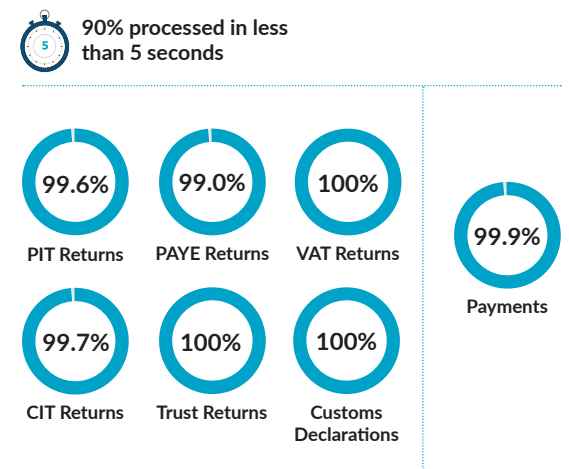 5
90% processed in less
than 5 seconds
99.6%
PIT Returns
99.0%
PAYE Returns
100%
VAT Returns
99.7%
CIT Returns
100%
Trust Returns
100%
Customs
Declarations
99.9%
Payments